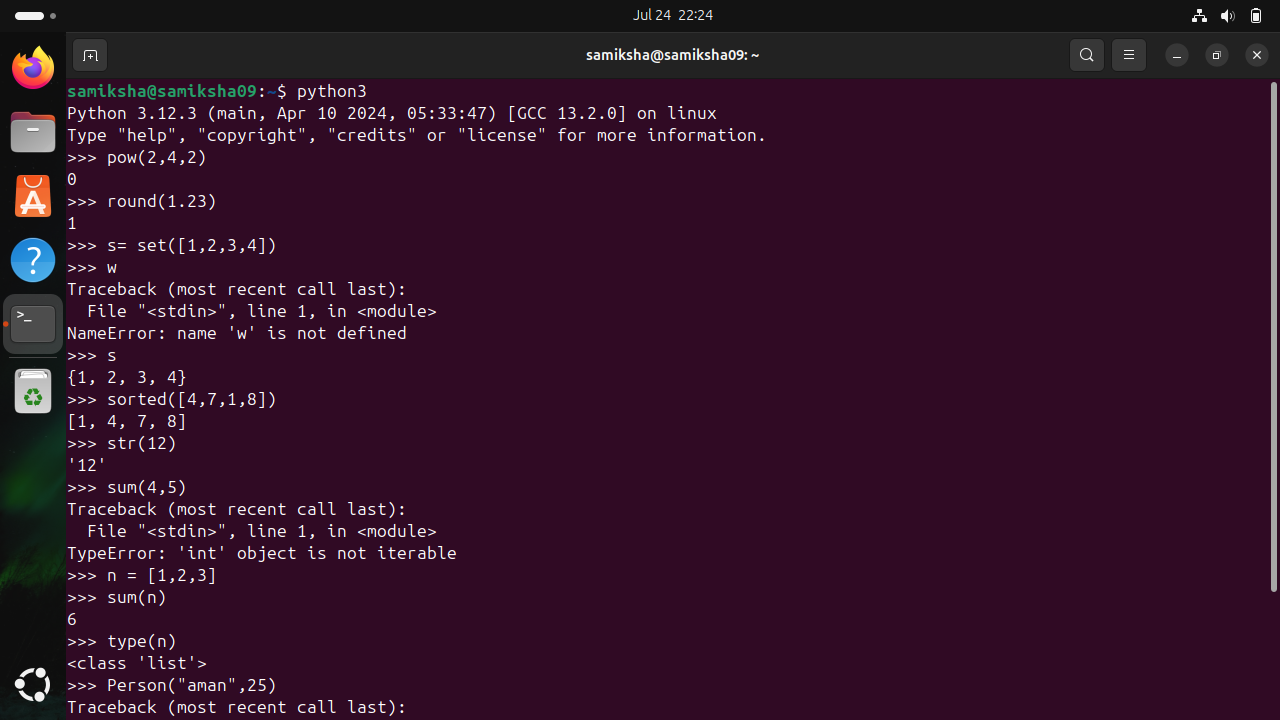 Jul 24 22:24
samiksha@samiksha09: ~
samiksha@samiksha09:~$ python3
Python 3.12.3 (main, Apr 10 2024, 05:33:47) [GCC 13.2.0] on linux
Type "help", "copyright", "credits" or "license" for more information.
>>> pow(2,4,2)
0
>>> round(1.23)
1
>>> s= set([1,2,3,4])
>>> w
Traceback (most recent call last):
  File "<stdin>", line 1, in <module>
NameError: name 'w' is not defined
>>> s
{1, 2, 3, 4}
>>> sorted([4,7,1,8])
[1, 4, 7, 8]
>>> str(12)
'12'
>>> sum(4,5)
Traceback (most recent call last):
  File "<stdin>", line 1, in <module>
TypeError: 'int' object is not iterable
>>> n = [1,2,3]
>>> sum(n)
6
>>> type(n)
<class 'list'>
>>> Person("aman",25)
Traceback (most recent call last):